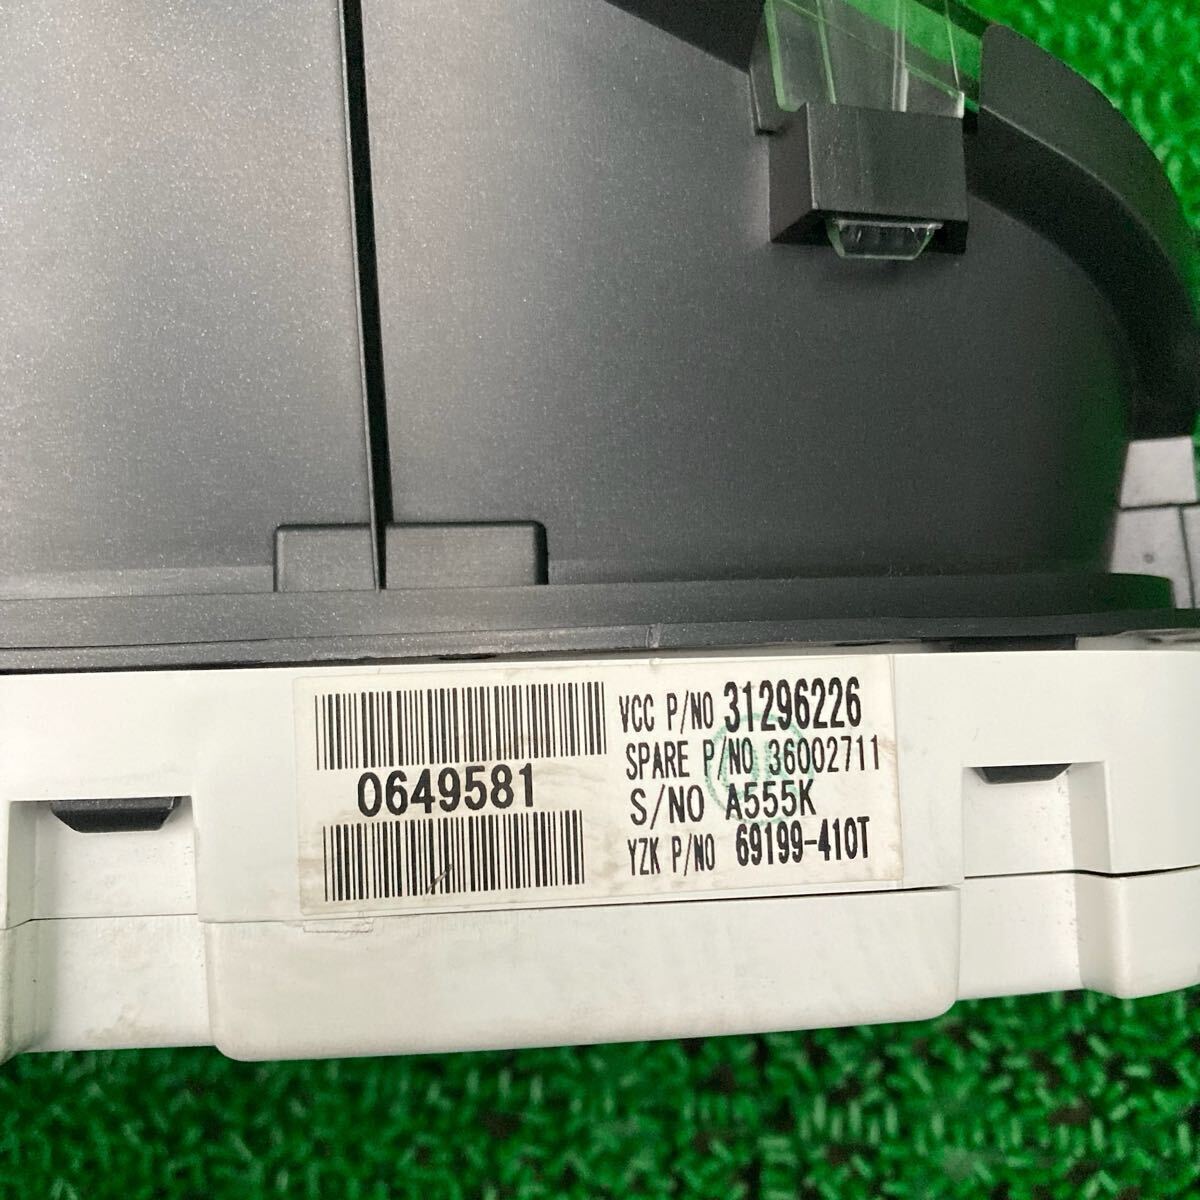 0649581
VCC P/NO 31296226
SPARE P/NO 36002711
S/NO A555K
YZK P/NO 69199-410T